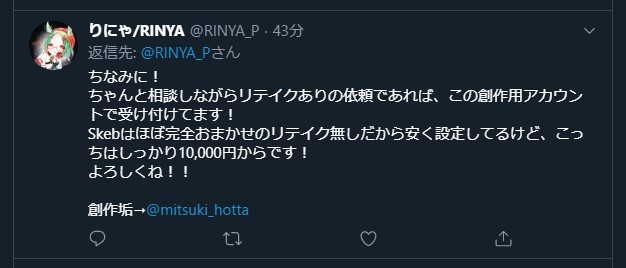 りにゃ/RINYA @RINYA_P · 43分
返信先: @RINYA_Pさん
ちなみに！
ちゃんと相談しながらリテイクありの依頼であれば、この創作用アカウン
トで受け付けてます！
Skebはほぼ完全おまかせのリテイク無しだから安く設定してるけど、こっ
ちはしっかり10,000円からです！
よろしくね！！
創作垢→@mitsuki_hotta